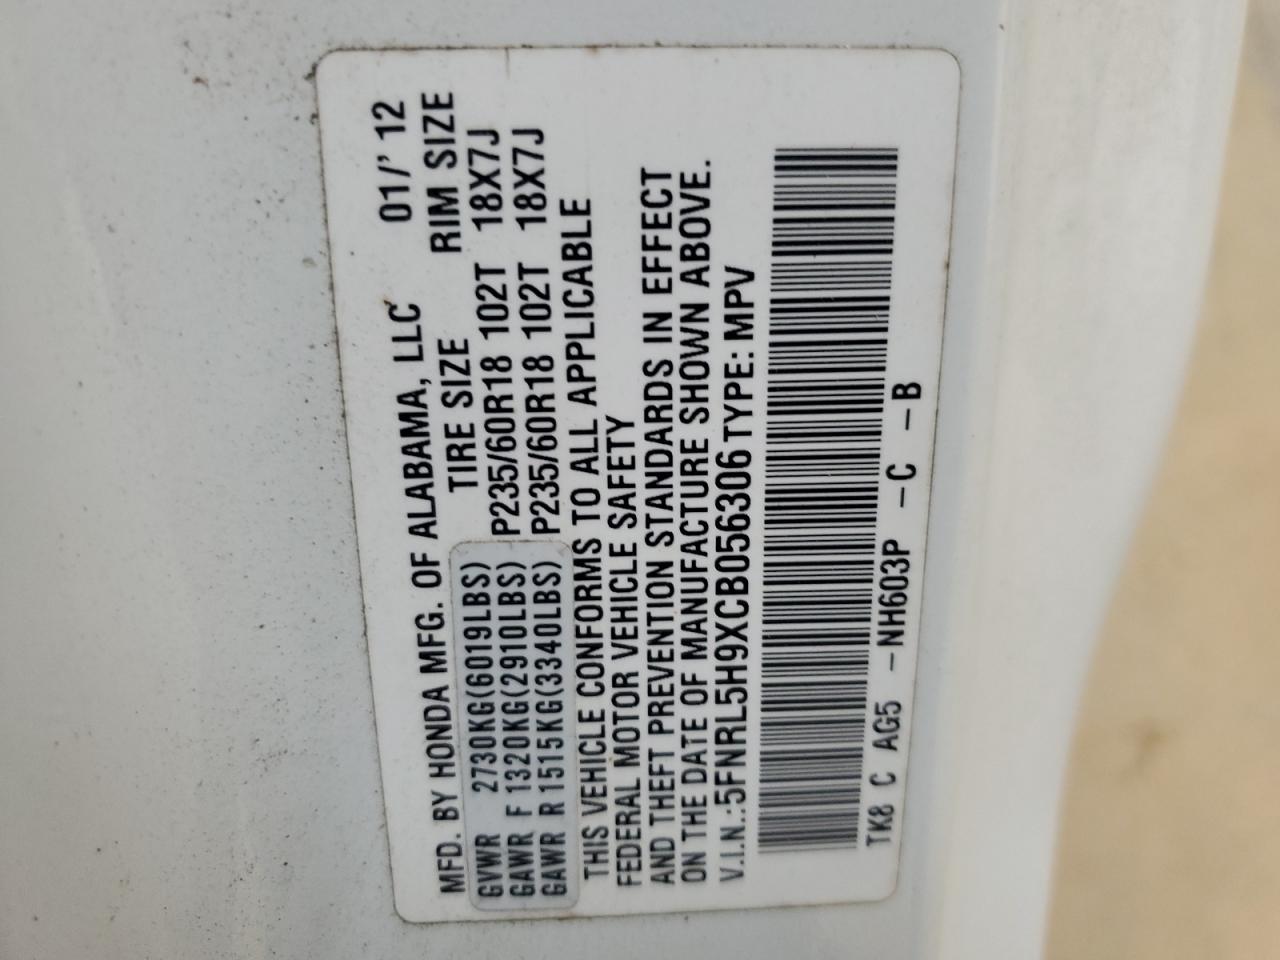 MFD. BY HONDA MFG. OF ALABAMA, LLC 01/'12
TIRE SIZE RIM SIZE
GVWR 2730KG(6019LBS)
GAWR F 1320KG(2910LBS) P235/60R18 102T 18X7J
GAWR R 1515KG(3340LBS) P235/60R18 102T 18X7J
THIS VEHICLE CONFORMS TO ALL APPLICABLE
FEDERAL MOTOR VEHICLE SAFETY
AND THEFT PREVENTION STANDARDS IN EFFECT
ON THE DATE OF MANUFACTURE SHOWN ABOVE.
V.I.N.:5FNRL5H9XCB056306 TYPE: MPV
TK8 C AG5 -NH603P -C -B